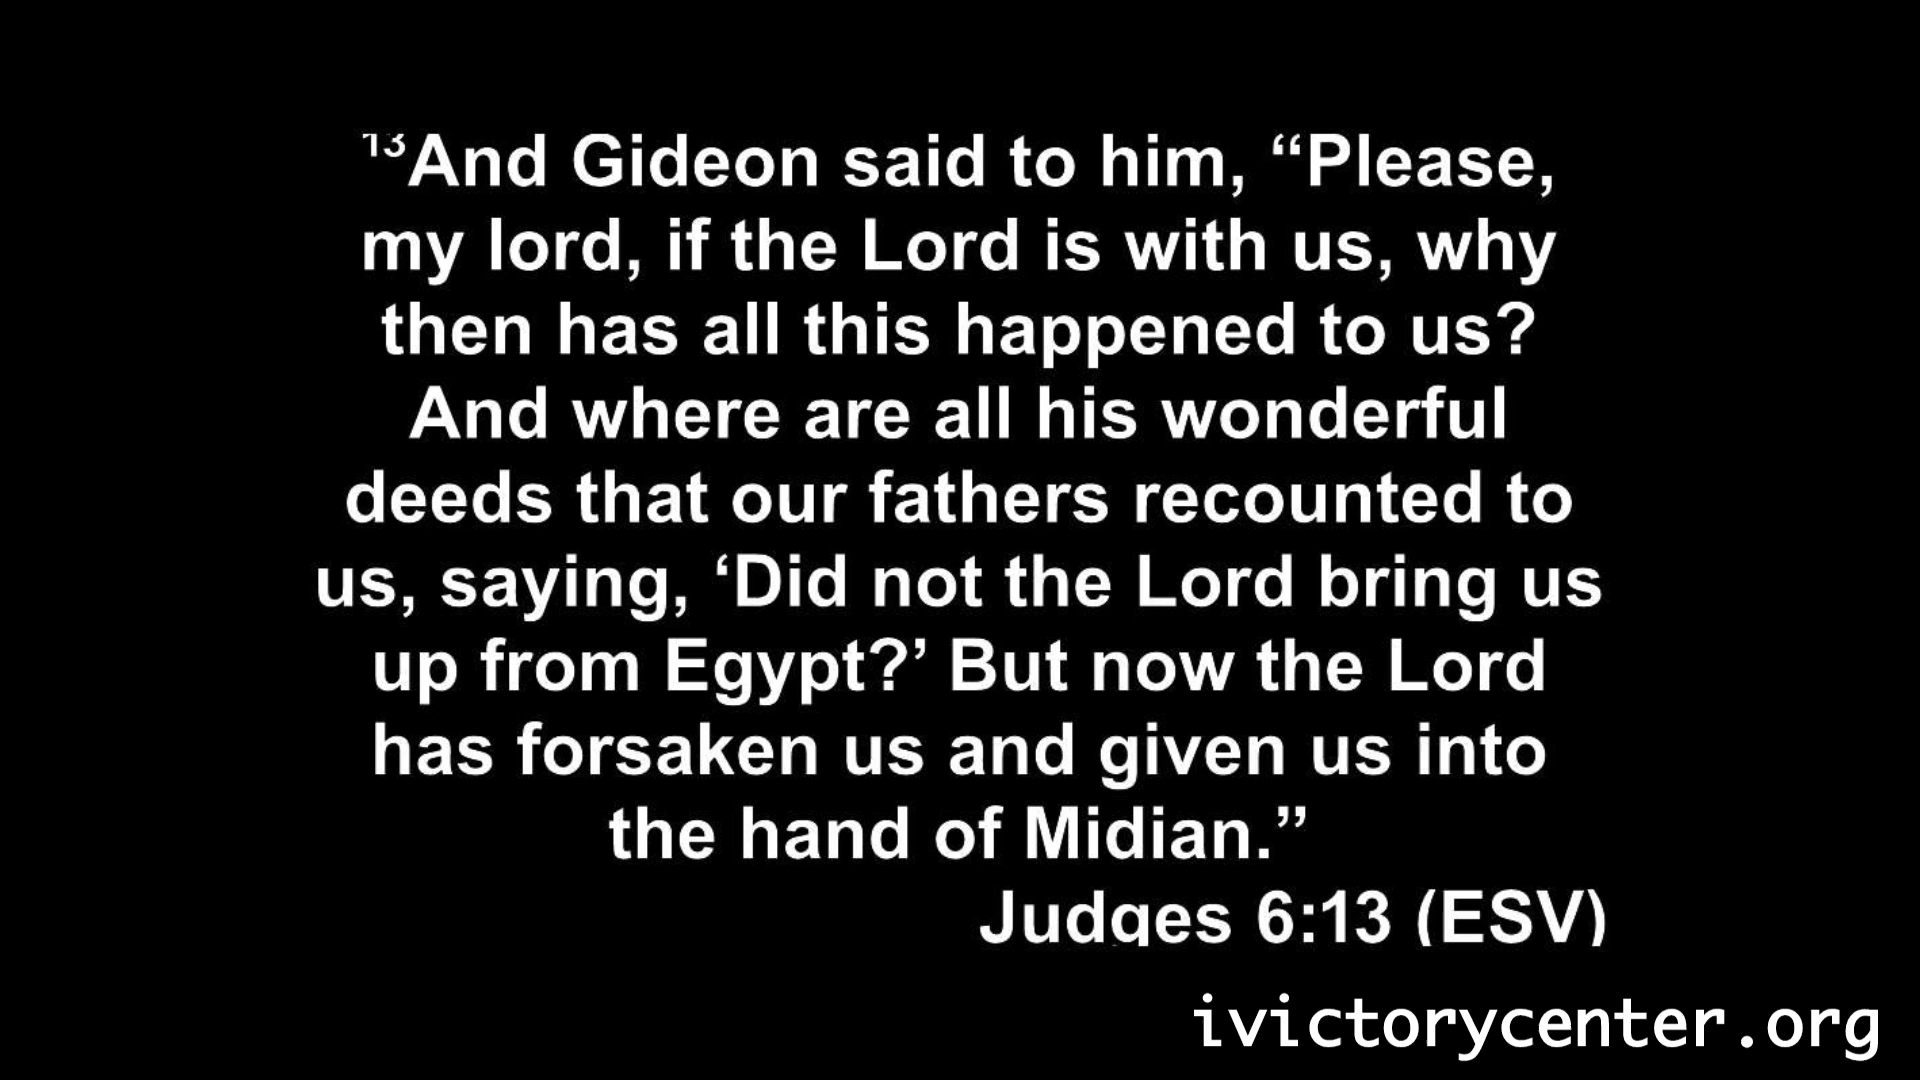 13And Gideon said to him, “Please,
my lord, if the Lord is with us, why
then has all this happened to us?
And where are all his wonderful
deeds that our fathers recounted to
us, saying, ‘Did not the Lord bring us
up from Egypt?’ But now the Lord
has forsaken us and given us into
the hand of Midian.”
Judges 6:13 (ESV)
ivictorycenter.org